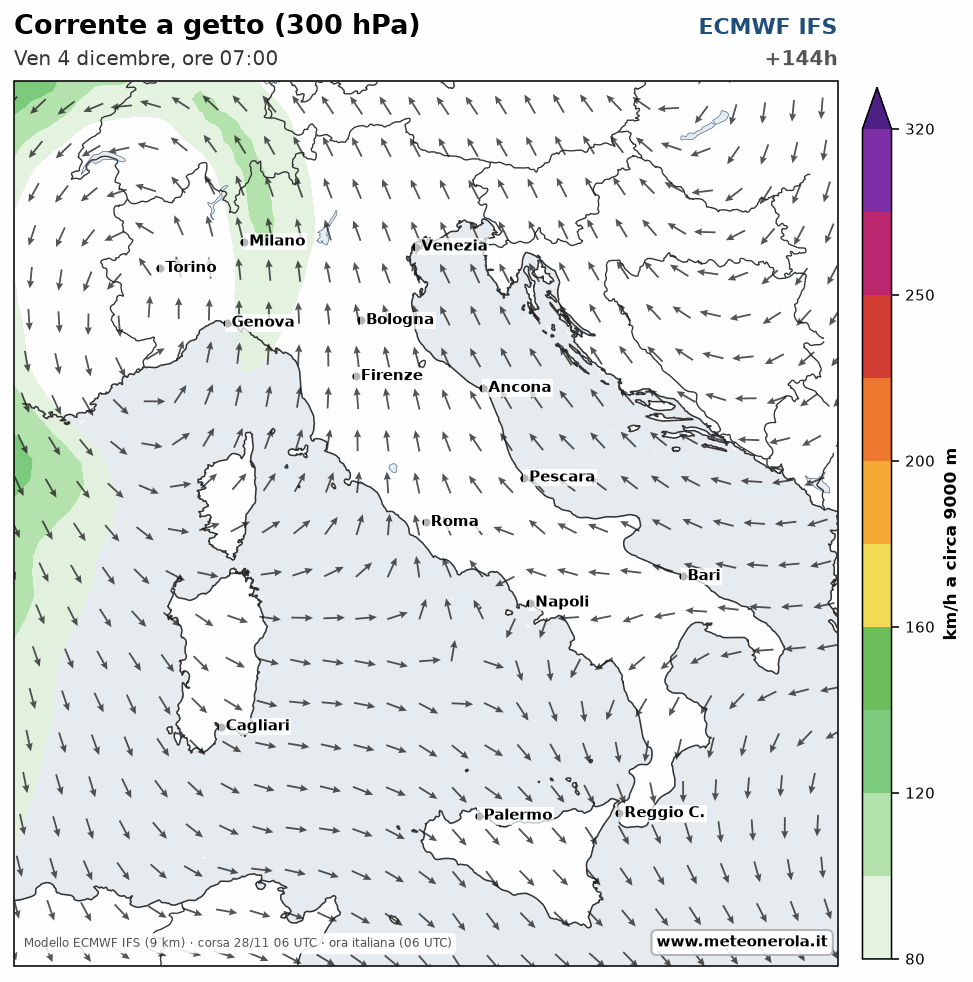 Corrente a getto (300 hPa)
ECMWF IFS
Ven 4 dicembre, ore 07:00
+144h
Milano
Venezia
Torino
Genova
Bologna
Firenze
Ancona
Pescara
Roma
Bari
Napoli
Cagliari
Palermo
Reggio C.
320
250
200
160
120
80
km/h a circa 9000 m
Modello ECMWF IFS (9 km) · corsa 28/11 06 UTC · ora italiana (06 UTC)
www.meteonerola.it